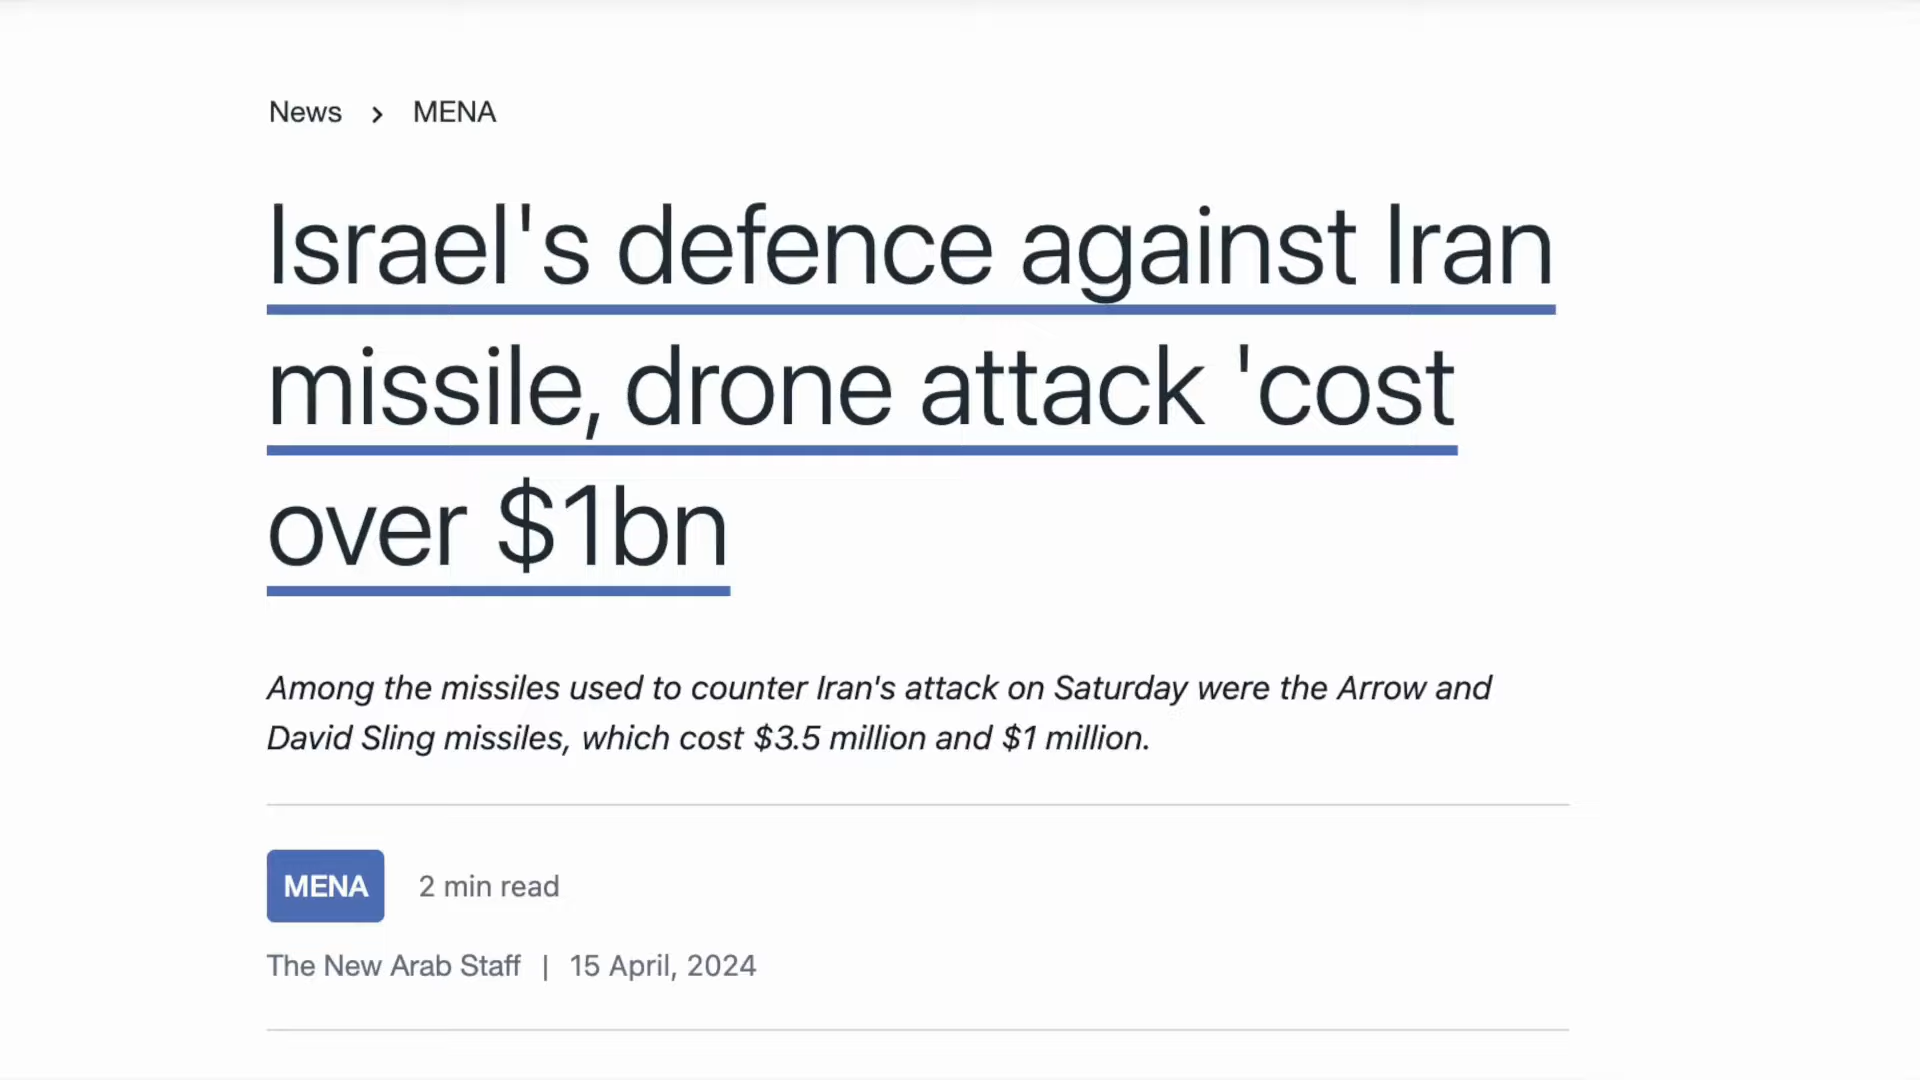 News > MENA
Israel's defence against Iran
missile, drone attack 'cost
over $1bn
Among the missiles used to counter Iran's attack on Saturday were the Arrow and
David Sling missiles, which cost $3.5 million and $1 million.
MENA 2 min read
The New Arab Staff | 15 April, 2024